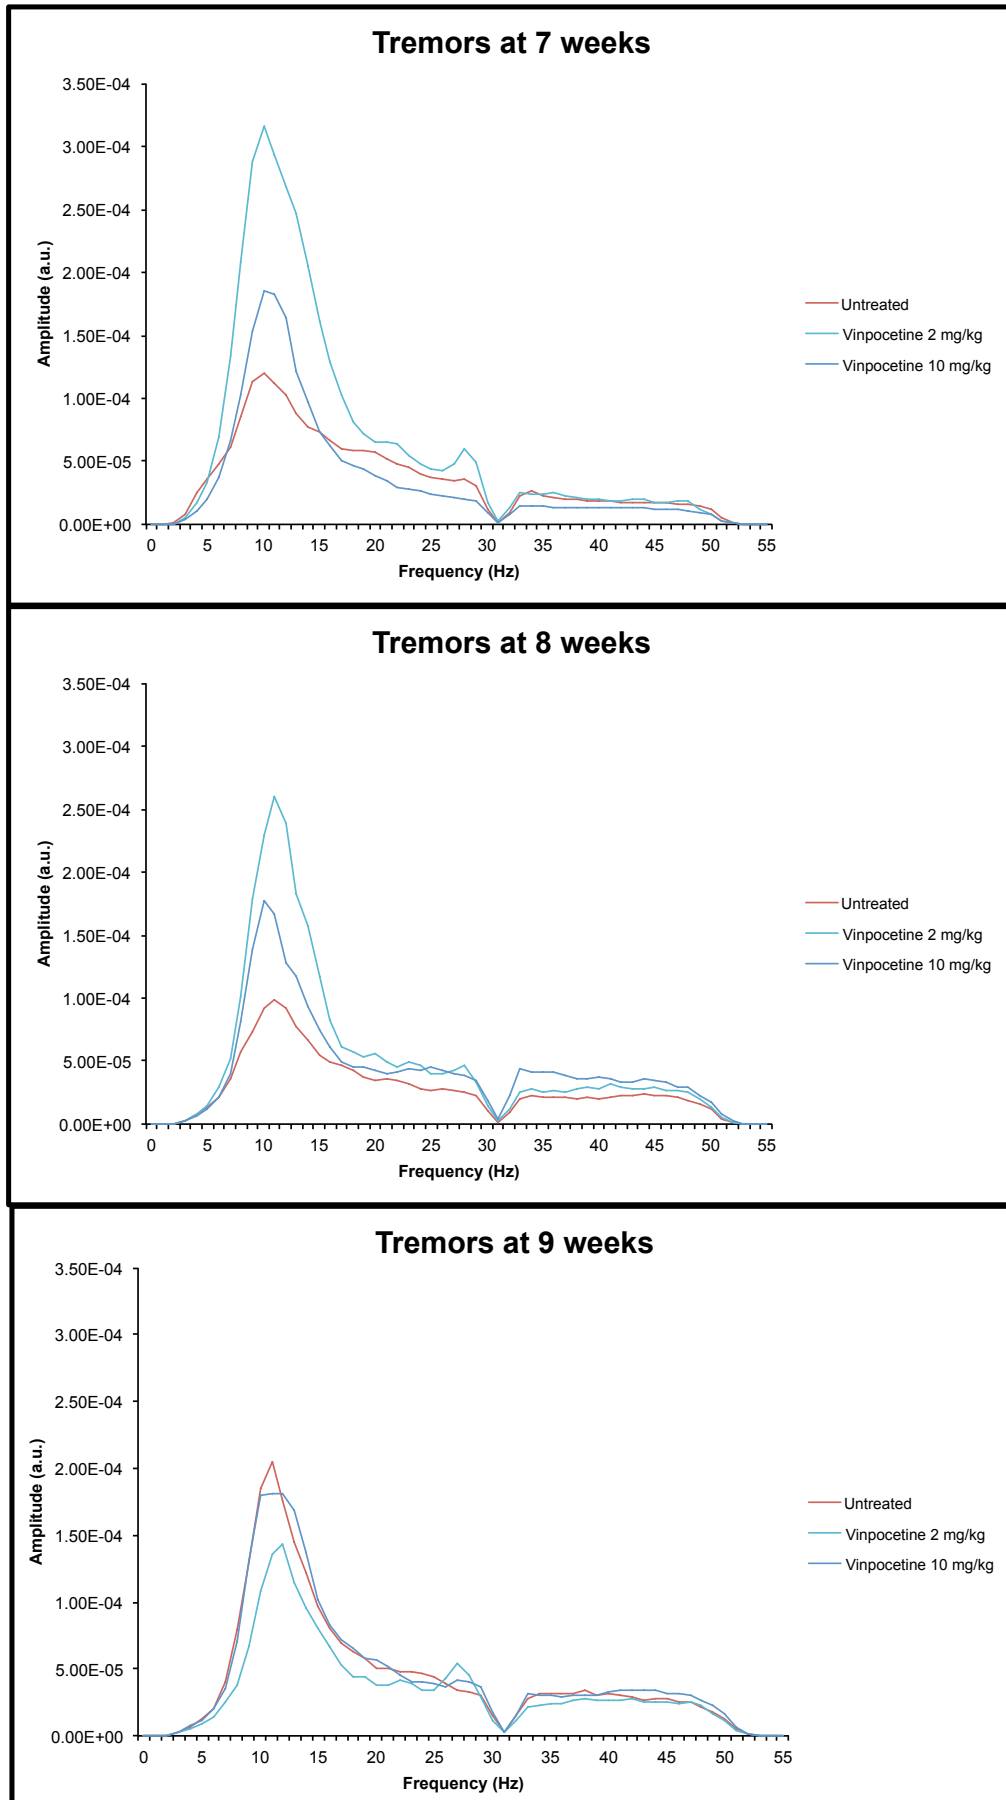 Tremors at 7 weeks
3.50E-04
3.00E-04
2.50E-04
2.00E-04
1.50E-04
1.00E-04
5.00E-05
0.00E+00
Amplitude (a.u.)
0 5 10 15 20 25 30 35 40 45 50 55
Frequency (Hz)
Untreated
Vinpocetine 2 mg/kg
Vinpocetine 10 mg/kg
Tremors at 8 weeks
3.50E-04
3.00E-04
2.50E-04
2.00E-04
1.50E-04
1.00E-04
5.00E-05
0.00E+00
Amplitude (a.u.)
0 5 10 15 20 25 30 35 40 45 50 55
Frequency (Hz)
Untreated
Vinpocetine 2 mg/kg
Vinpocetine 10 mg/kg
Tremors at 9 weeks
3.50E-04
3.00E-04
2.50E-04
2.00E-04
1.50E-04
1.00E-04
5.00E-05
0.00E+00
Amplitude (a.u.)
0 5 10 15 20 25 30 35 40 45 50 55
Frequency (Hz)
Untreated
Vinpocetine 2 mg/kg
Vinpocetine 10 mg/kg